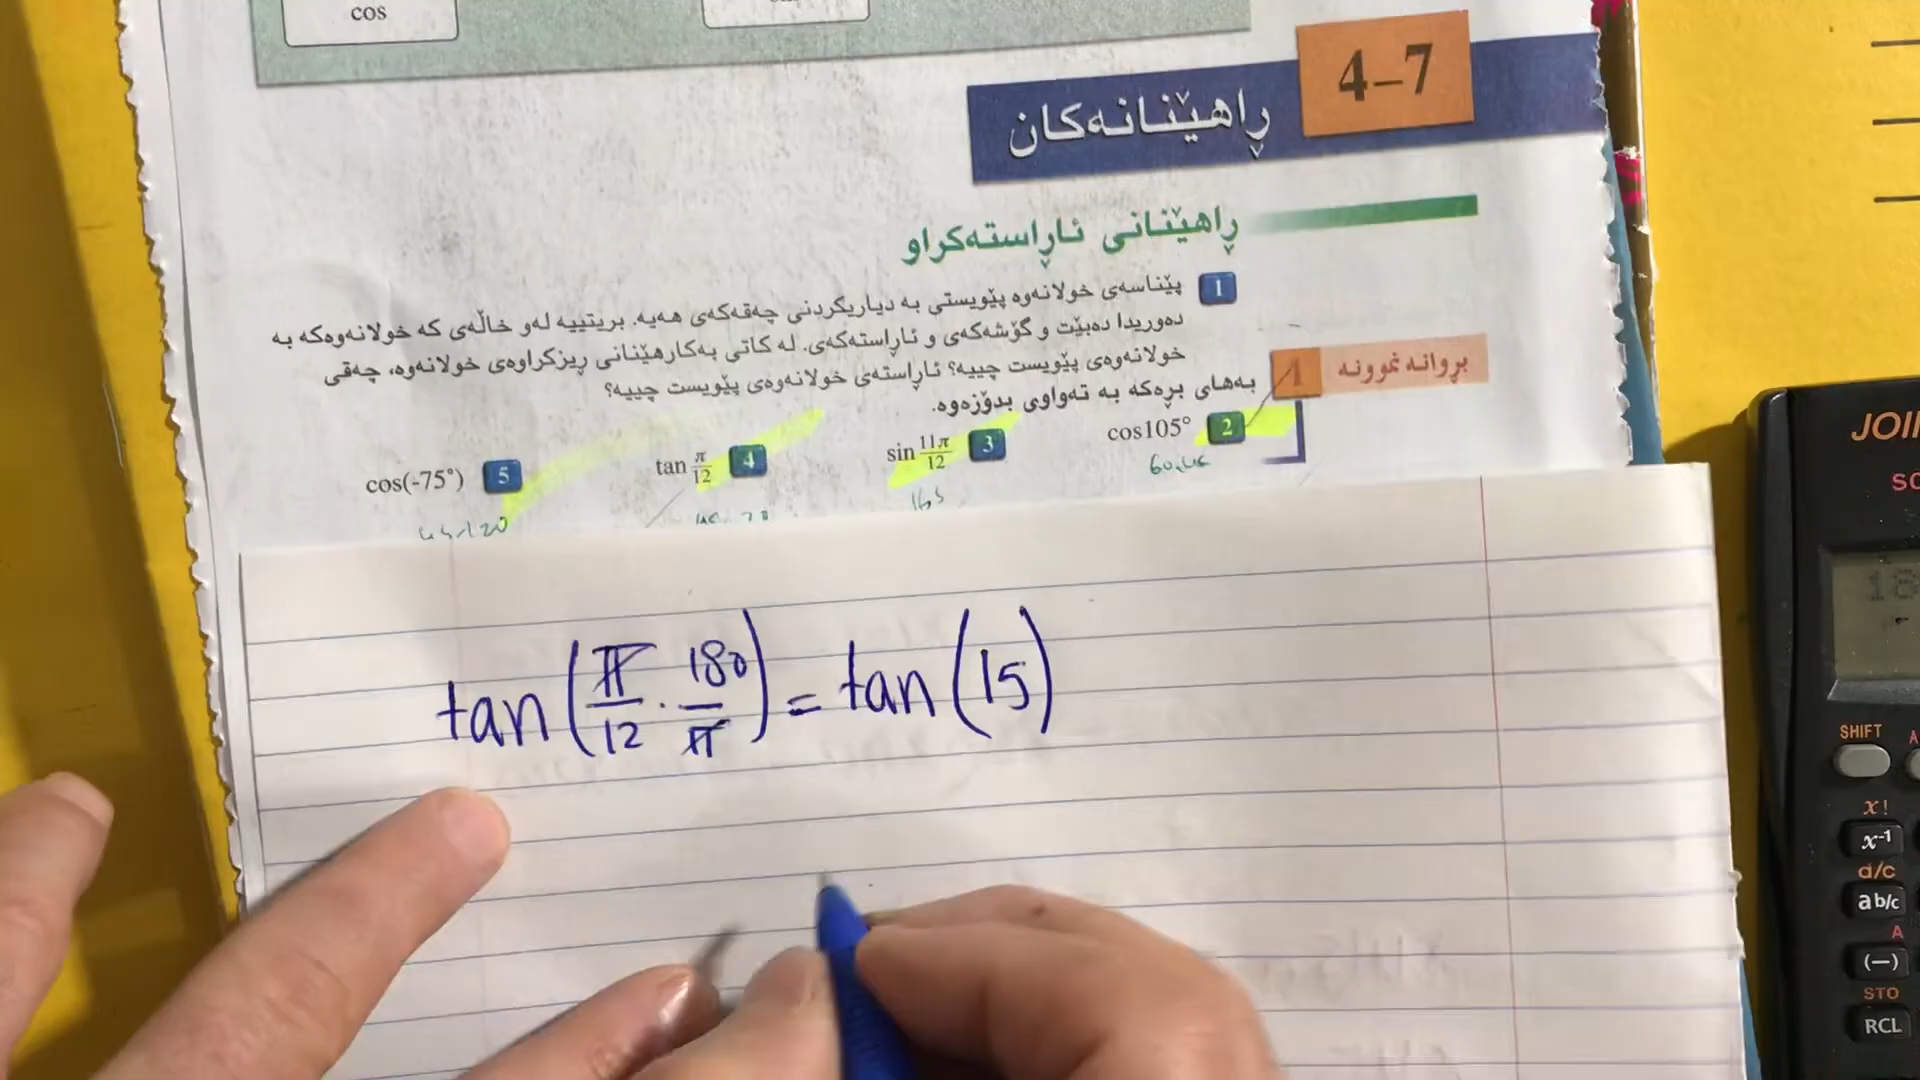 cos
4–7
ڕاهێنانەکان
ڕاهێنانی ئاڕاستەکراو
1 پێناسەی خولانەوە پێویستی بە دیاریکردنی چەقەکەی هەیە. بریتییە لەو خاڵەی کە خولانەوەکە بە
دەوریدا دەبێت و گۆشەکەی و ئاڕاستەکەی. لە کاتی بەکارهێنانی ڕیزکراوەی خولانەوە، چەقی
خولانەوەی پێویست چییە؟ ئاڕاستەی خولانەوەی پێویست چییە؟
بڕوانە نموونە 1 بەهای بڕەکە بە تەواوی بدۆزەوە.
2 cos105°
3 sin 11π/12
4 tan π/12
5 cos(-75°)
165
tan(π/12 · 180/π) = tan(15)
SHIFT
x!
x⁻¹
d/c
ab/c
A
(—)
STO
RCL